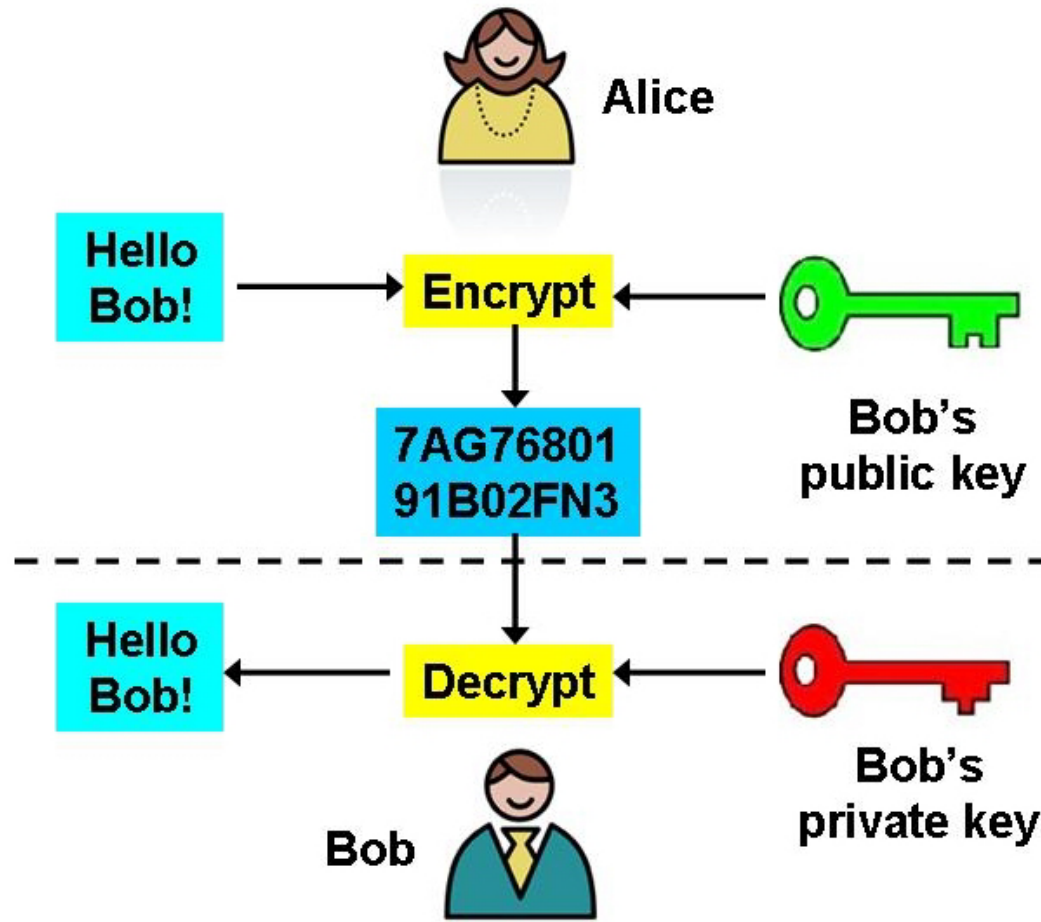 Alice
Hello
Bob!
Encrypt
7AG76801
91B02FN3
Bob's
public key
Hello
Bob!
Decrypt
Bob's
private key
Bob